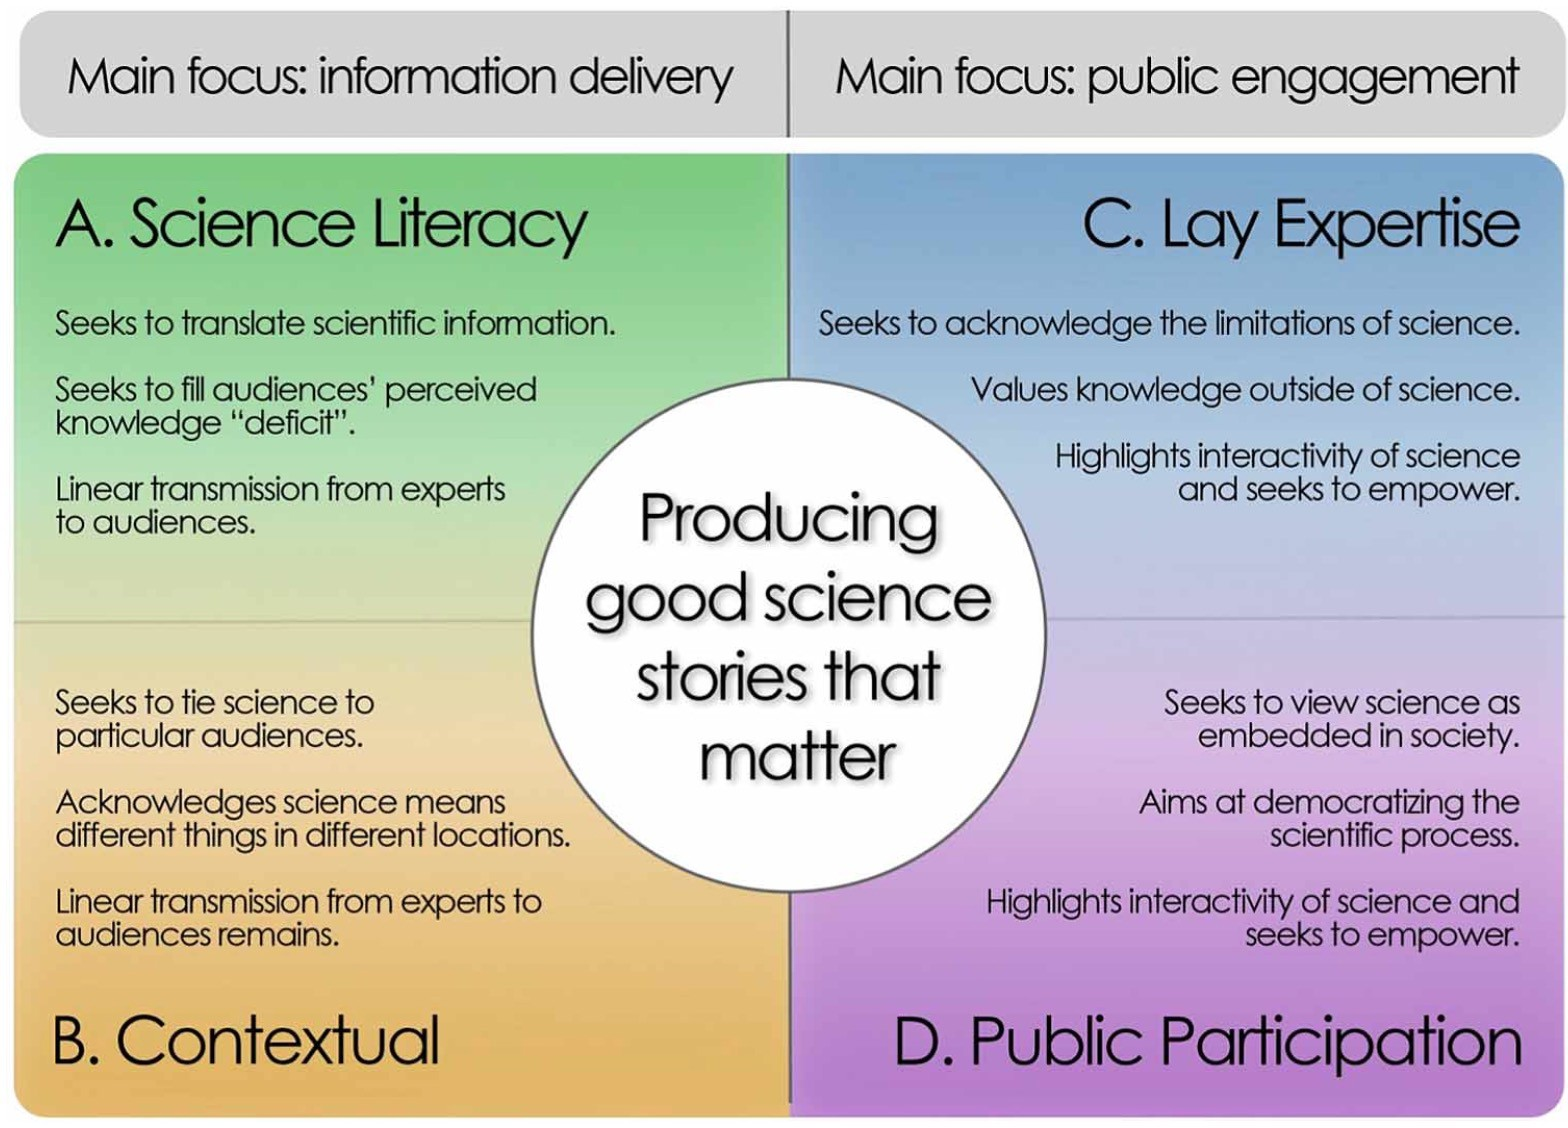 Main focus: information delivery
Main focus: public engagement
A. Science Literacy
Seeks to translate scientific information.
Seeks to fill audiences’ perceived
knowledge “deficit”.
Linear transmission from experts
to audiences.
Seeks to tie science to
particular audiences.
Acknowledges science means
different things in different locations.
Linear transmission from experts to
audiences remains.
B. Contextual
Producing
good science
stories that
matter
C. Lay Expertise
Seeks to acknowledge the limitations of science.
Values knowledge outside of science.
Highlights interactivity of science
and seeks to empower.
Seeks to view science as
embedded in society.
Aims at democratizing the
scientific process.
Highlights interactivity of science and
seeks to empower.
D. Public Participation